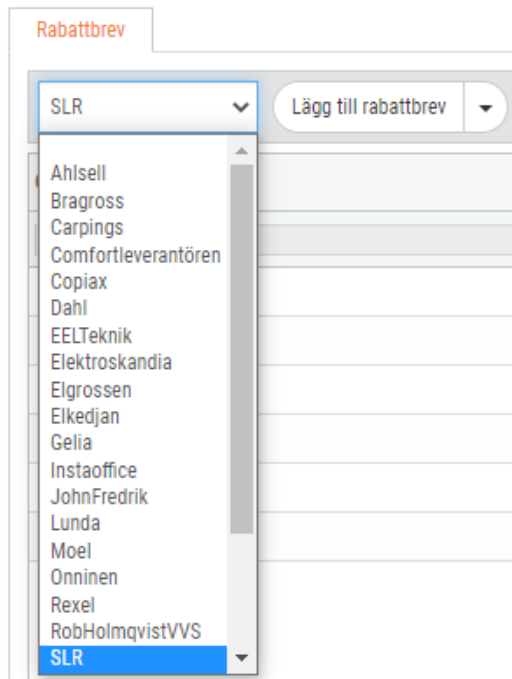 Rabattbrev
SLR
Lägg till rabattbrev
Ahlsell
Bragross
Carpings
Comfortleverantören
Copiax
Dahl
EELTeknik
Elektroskandia
Elgrossen
Elkedjan
Gelia
Instaoffice
JohnFredrik
Lunda
Moel
Onninen
Rexel
RobHolmqvistVVS
SLR